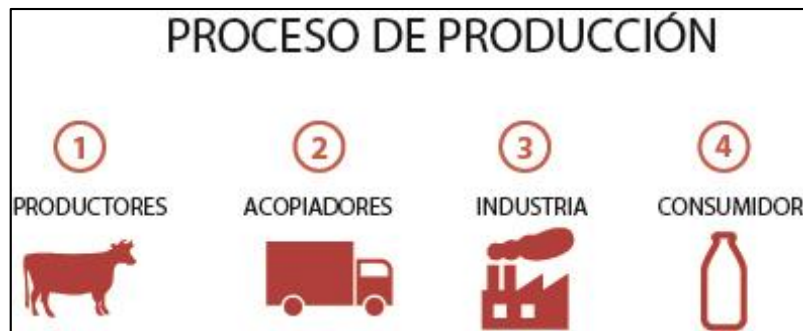 PROCESO DE PRODUCCIÓN
1 2 3 4
PRODUCTORES ACOPIADORES INDUSTRIA CONSUMIDOR